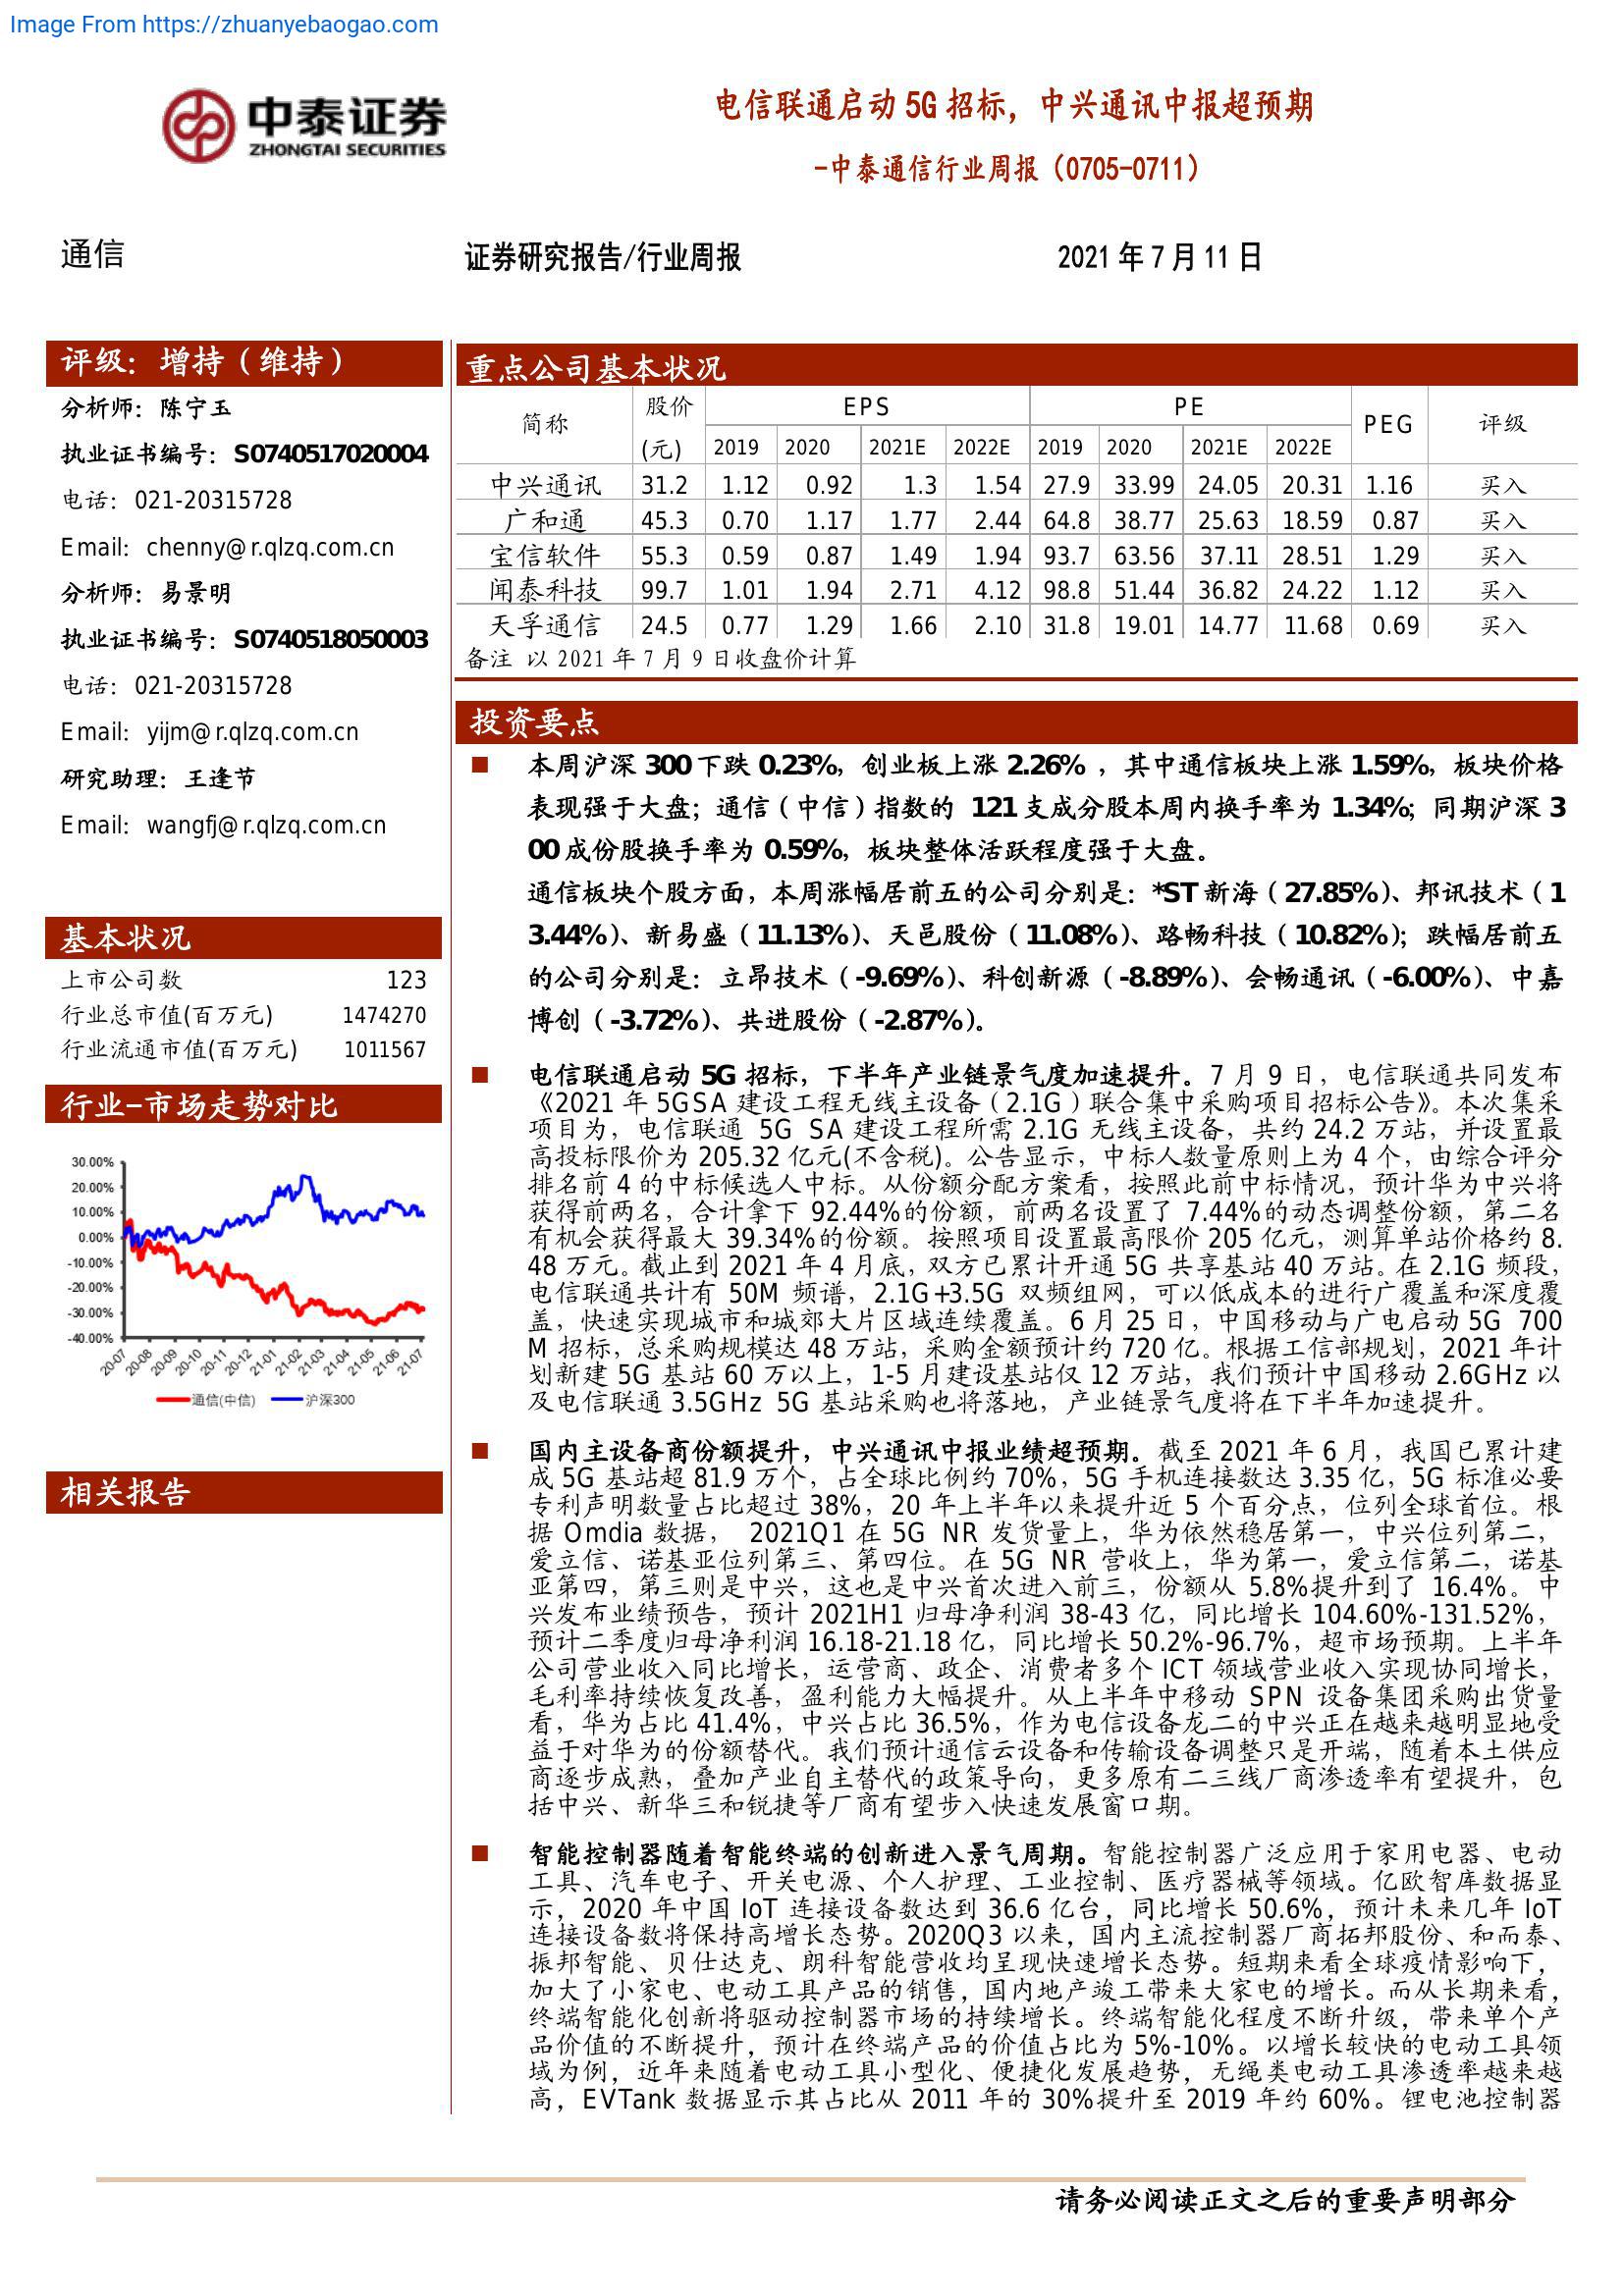 Image From https://zhuanyebaogao.com
中泰证券
ZHONGTAI SECURITIES
电信联通启动 5G 招标，中兴通讯中报超预期
-中泰通信行业周报（0705-0711）
通信
证券研究报告/行业周报
2021 年 7 月 11 日
评级：增持（维持）
分析师：陈宁玉
执业证书编号：S0740517020004
电话：021-20315728
Email：chenny@r.qlzq.com.cn
分析师：易景明
执业证书编号：S0740518050003
电话：021-20315728
Email：yijm@r.qlzq.com.cn
研究助理：王逢节
Email：wangfj@r.qlzq.com.cn
基本状况
上市公司数 123
行业总市值(百万元) 1474270
行业流通市值(百万元) 1011567
行业-市场走势对比
30.00%
20.00%
10.00%
0.00%
-10.00%
-20.00%
-30.00%
-40.00%
20-07 20-08 20-09 20-10 20-11 20-12 21-01 21-02 21-03 21-04 21-05 21-06 21-07
通信(中信) 沪深300
相关报告
重点公司基本状况
简称 股价(元) EPS PE PEG 评级
2019 2020 2021E 2022E 2019 2020 2021E 2022E
中兴通讯 31.2 1.12 0.92 1.3 1.54 27.9 33.99 24.05 20.31 1.16 买入
广和通 45.3 0.70 1.17 1.77 2.44 64.8 38.77 25.63 18.59 0.87 买入
宝信软件 55.3 0.59 0.87 1.49 1.94 93.7 63.56 37.11 28.51 1.29 买入
闻泰科技 99.7 1.01 1.94 2.71 4.12 98.8 51.44 36.82 24.22 1.12 买入
天孚通信 24.5 0.77 1.29 1.66 2.10 31.8 19.01 14.77 11.68 0.69 买入
备注 以 2021 年 7 月 9 日收盘价计算
投资要点
本周沪深 300 下跌 0.23%，创业板上涨 2.26% ，其中通信板块上涨 1.59%，板块价格
表现强于大盘；通信（中信）指数的 121 支成分股本周内换手率为 1.34%；同期沪深 3
00 成份股换手率为 0.59%，板块整体活跃程度强于大盘。
通信板块个股方面，本周涨幅居前五的公司分别是：*ST 新海（27.85%）、邦讯技术（1
3.44%）、新易盛（11.13%）、天邑股份（11.08%）、路畅科技（10.82%）；跌幅居前五
的公司分别是：立昂技术（-9.69%）、科创新源（-8.89%）、会畅通讯（-6.00%）、中嘉
博创（-3.72%）、共进股份（-2.87%）。
电信联通启动 5G 招标，下半年产业链景气度加速提升。7 月 9 日，电信联通共同发布
《2021 年 5GSA 建设工程无线主设备（2.1G）联合集中采购项目招标公告》。本次集采
项目为，电信联通 5G SA 建设工程所需 2.1G 无线主设备，共约 24.2 万站，并设置最
高投标限价为 205.32 亿元(不含税)。公告显示，中标人数量原则上为 4 个，由综合评分
排名前 4 的中标候选人中标。从份额分配方案看，按照此前中标情况，预计华为中兴将
获得前两名，合计拿下 92.44%的份额，前两名设置了 7.44%的动态调整份额，第二名
有机会获得最大 39.34%的份额。按照项目设置最高限价 205 亿元，测算单站价格约 8.
48 万元。截止到 2021 年 4 月底，双方已累计开通 5G 共享基站 40 万站。在 2.1G 频段，
电信联通共计有 50M 频谱，2.1G+3.5G 双频组网，可以低成本的进行广覆盖和深度覆
盖，快速实现城市和城郊大片区域连续覆盖。6 月 25 日，中国移动与广电启动 5G 700
M 招标，总采购规模达 48 万站，采购金额预计约 720 亿。根据工信部规划，2021 年计
划新建 5G 基站 60 万以上，1-5 月建设基站仅 12 万站，我们预计中国移动 2.6GHz 以
及电信联通 3.5GHz 5G 基站采购也将落地，产业链景气度将在下半年加速提升。
国内主设备商份额提升，中兴通讯中报业绩超预期。截至 2021 年 6 月，我国已累计建
成 5G 基站超 81.9 万个，占全球比例约 70%，5G 手机连接数达 3.35 亿，5G 标准必要
专利声明数量占比超过 38%，20 年上半年以来提升近 5 个百分点，位列全球首位。根
据 Omdia 数据， 2021Q1 在 5G NR 发货量上，华为依然稳居第一，中兴位列第二，
爱立信、诺基亚位列第三、第四位。在 5G NR 营收上，华为第一，爱立信第二，诺基
亚第四，第三则是中兴，这也是中兴首次进入前三，份额从 5.8%提升到了 16.4%。中
兴发布业绩预告，预计 2021H1 归母净利润 38-43 亿，同比增长 104.60%-131.52%，
预计二季度归母净利润 16.18-21.18 亿，同比增长 50.2%-96.7%，超市场预期。上半年
公司营业收入同比增长，运营商、政企、消费者多个 ICT 领域营业收入实现协同增长，
毛利率持续恢复改善，盈利能力大幅提升。从上半年中移动 SPN 设备集团采购出货量
看，华为占比 41.4%，中兴占比 36.5%，作为电信设备龙二的中兴正在越来越明显地受
益于对华为的份额替代。我们预计通信云设备和传输设备调整只是开端，随着本土供应
商逐步成熟，叠加产业自主替代的政策导向，更多原有二三线厂商渗透率有望提升，包
括中兴、新华三和锐捷等厂商有望步入快速发展窗口期。
智能控制器随着智能终端的创新进入景气周期。智能控制器广泛应用于家用电器、电动
工具、汽车电子、开关电源、个人护理、工业控制、医疗器械等领域。亿欧智库数据显
示，2020 年中国 IoT 连接设备数达到 36.6 亿台，同比增长 50.6%，预计未来几年 IoT
连接设备数将保持高增长态势。2020Q3 以来，国内主流控制器厂商拓邦股份、和而泰、
振邦智能、贝仕达克、朗科智能营收均呈现快速增长态势。短期来看全球疫情影响下，
加大了小家电、电动工具产品的销售，国内地产竣工带来大家电的增长。而从长期来看，
终端智能化创新将驱动控制器市场的持续增长。终端智能化程度不断升级，带来单个产
品价值的不断提升，预计在终端产品的价值占比为 5%-10%。以增长较快的电动工具领
域为例，近年来随着电动工具小型化、便捷化发展趋势，无绳类电动工具渗透率越来越
高，EVTank 数据显示其占比从 2011 年的 30%提升至 2019 年约 60%。锂电池控制器
请务必阅读正文之后的重要声明部分